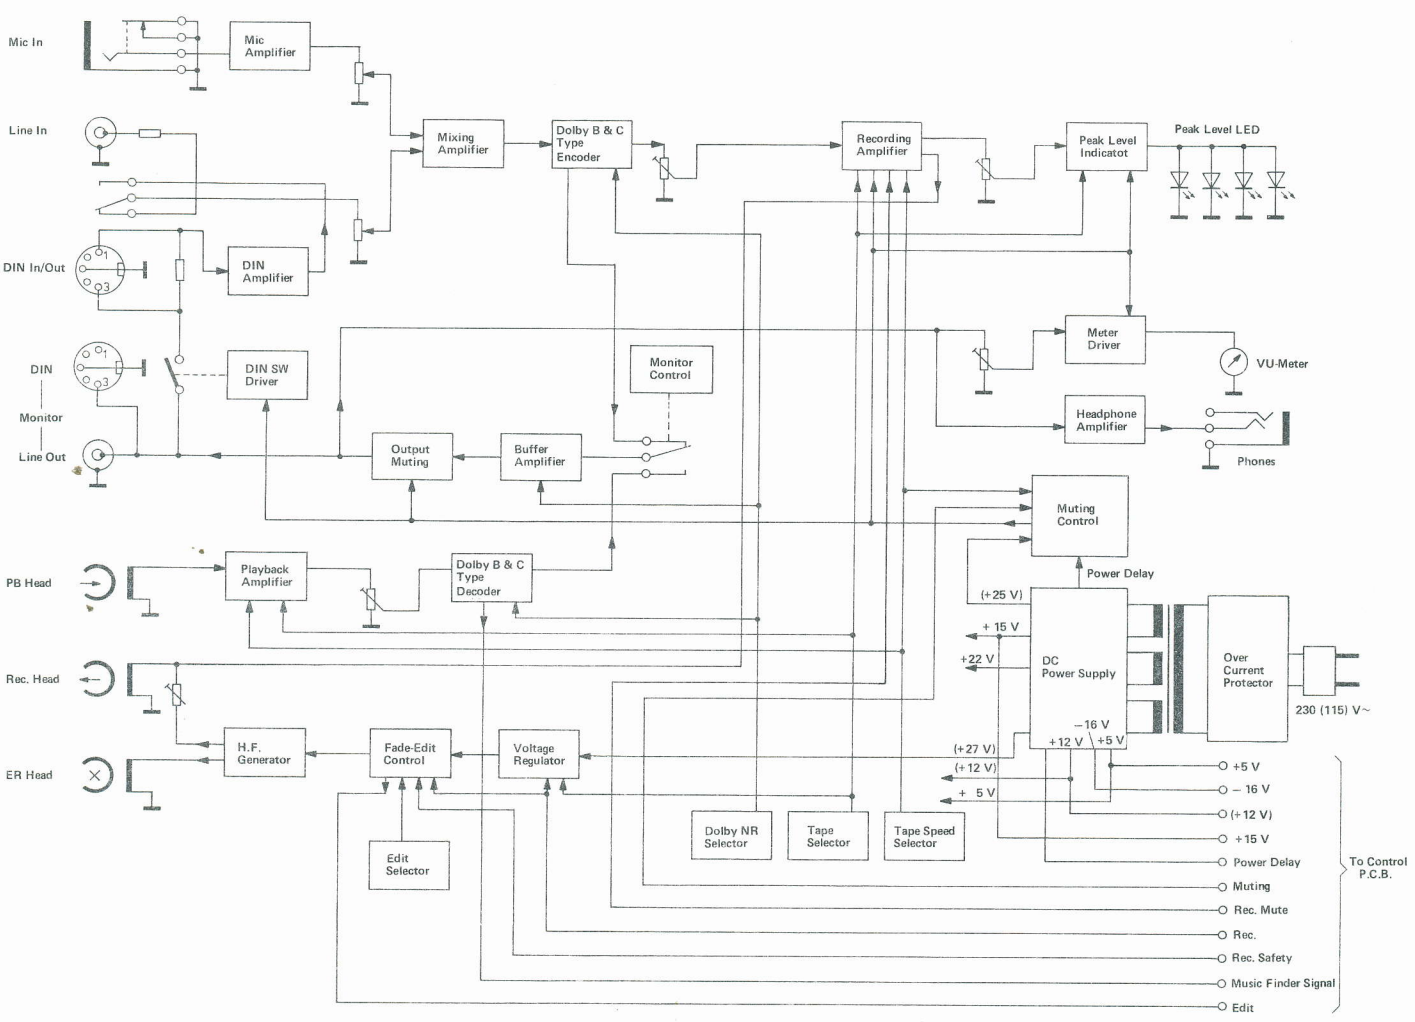 Mic In
Mic
Amplifier
Line In
Mixing
Amplifier
Dolby B & C
Type
Encoder
Recording
Amplifier
Peak Level
Indicatot
Peak Level LED
DIN In/Out
1
3
DIN
Amplifier
DIN
1
3
Monitor
Line Out
DIN SW
Driver
Output
Muting
Buffer
Amplifier
Monitor
Control
Meter
Driver
VU-Meter
Headphone
Amplifier
Phones
Muting
Control
Power Delay
PB Head
Playback
Amplifier
Dolby B & C
Type
Decoder
(+25 V)
+ 15 V
+22 V
DC
Power Supply
– 16 V
+12 V
+5 V
Over
Current
Protector
230 (115) V~
Rec. Head
ER Head
H.F.
Generator
Fade-Edit
Control
Voltage
Regulator
(+27 V)
(+12 V)
+ 5 V
Edit
Selector
Dolby NR
Selector
Tape
Selector
Tape Speed
Selector
+5 V
– 16 V
(+12 V)
+15 V
Power Delay
Muting
Rec. Mute
Rec.
Rec. Safety
Music Finder Signal
Edit
To Control
P.C.B.